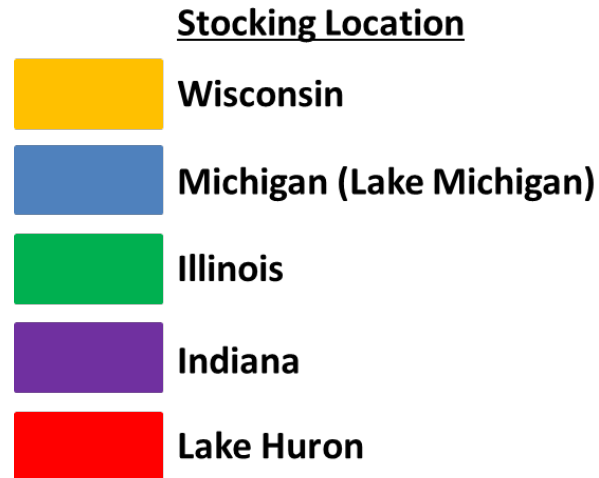 Stocking Location
Wisconsin
Michigan (Lake Michigan)
Illinois
Indiana
Lake Huron